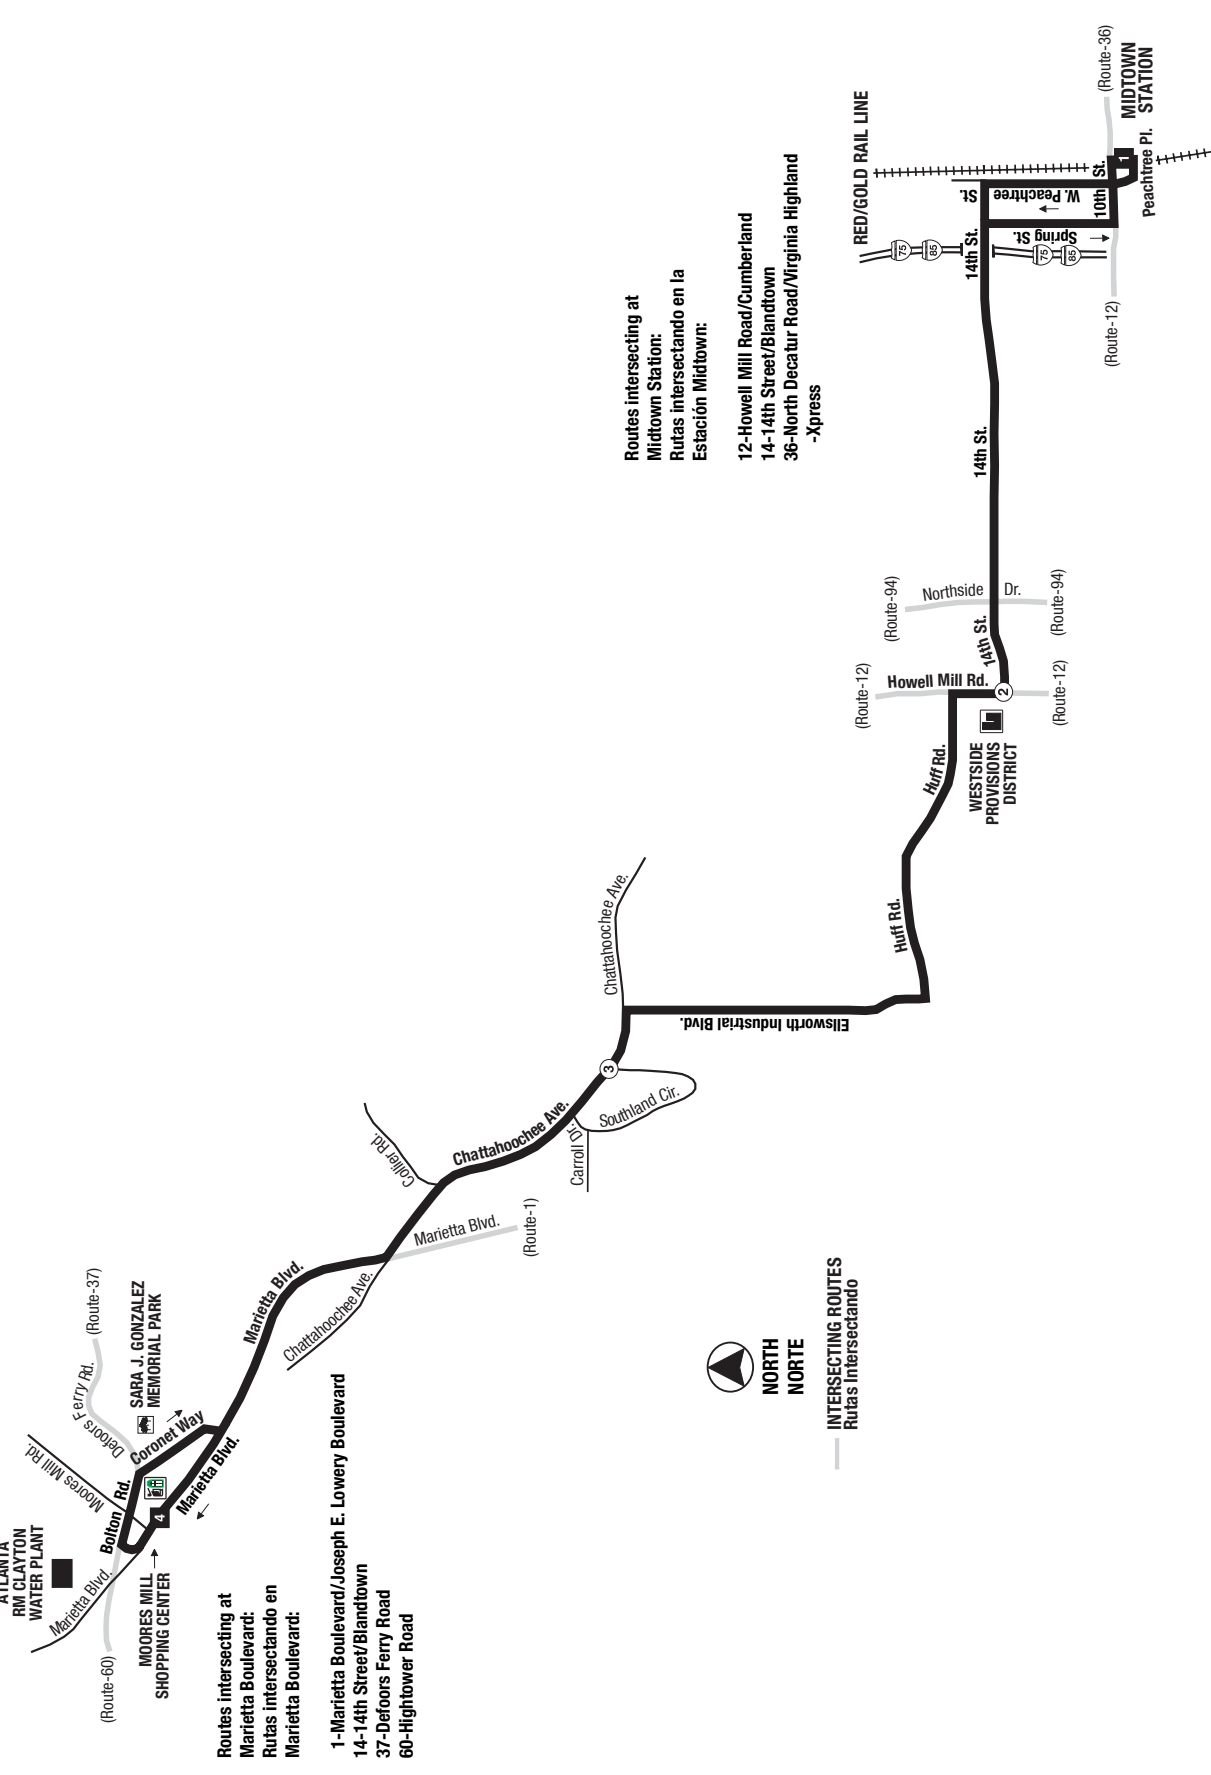 ATLANTA
RM CLAYTON
WATER PLANT
Marietta Blvd.
(Route-60)
MOORES MILL
SHOPPING CENTER
Bolton Rd.
Moores Mill Rd.
Defoors Ferry Rd.
(Route-37)
SARA J. GONZALEZ
MEMORIAL PARK
Coronet Way
4
Marietta Blvd.
Marietta Blvd.
Chattahoochee Ave.
Marietta Blvd.
(Route-1)
Collier Rd.
Chattahoochee Ave.
Carroll Dr.
Southland Cir.
3
Chattahoochee Ave.
Ellsworth Industrial Blvd.
Huff Rd.
Huff Rd.
WESTSIDE
PROVISIONS
DISTRICT
(Route-12)
Howell Mill Rd.
2
(Route-12)
14th St.
(Route-94)
Northside Dr.
(Route-94)
14th St.
14th St.
75
85
75
85
RED/GOLD RAIL LINE
W. Peachtree St.
Spring St.
10th St.
(Route-12)
(Route-36)
1
Peachtree Pl.
MIDTOWN
STATION
Routes intersecting at
Midtown Station:
Rutas intersectando en la
Estación Midtown:
12-Howell Mill Road/Cumberland
14-14th Street/Blandtown
36-North Decatur Road/Virginia Highland
-Xpress
Routes intersecting at
Marietta Boulevard:
Rutas intersectando en
Marietta Boulevard:
1-Marietta Boulevard/Joseph E. Lowery Boulevard
14-14th Street/Blandtown
37-Defoors Ferry Road
60-Hightower Road
NORTH
NORTE
INTERSECTING ROUTES
Rutas Intersectando